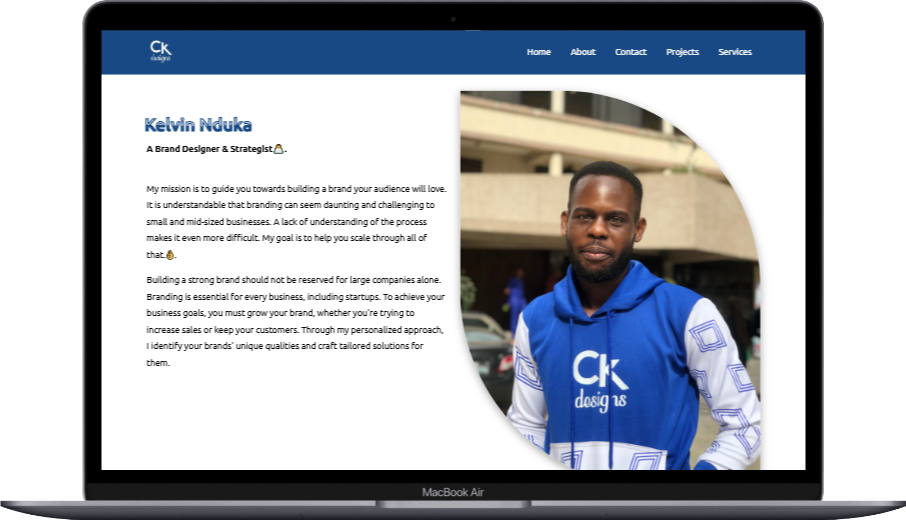 CK
designs
Home About Contact Projects Services
Kelvin Nduka
A Brand Designer & Strategist.
My mission is to guide you towards building a brand your audience will love.
It is understandable that branding can seem daunting and challenging to
small and mid-sized businesses. A lack of understanding of the process
makes it even more difficult. My goal is to help you scale through all of
that.
Building a strong brand should not be reserved for large companies alone.
Branding is essential for every business, including startups. To achieve your
business goals, you must grow your brand, whether you're trying to
increase sales or keep your customers. Through my personalized approach,
I identify your brands' unique qualities and craft tailored solutions for
them.
CK
designs
MacBook Air